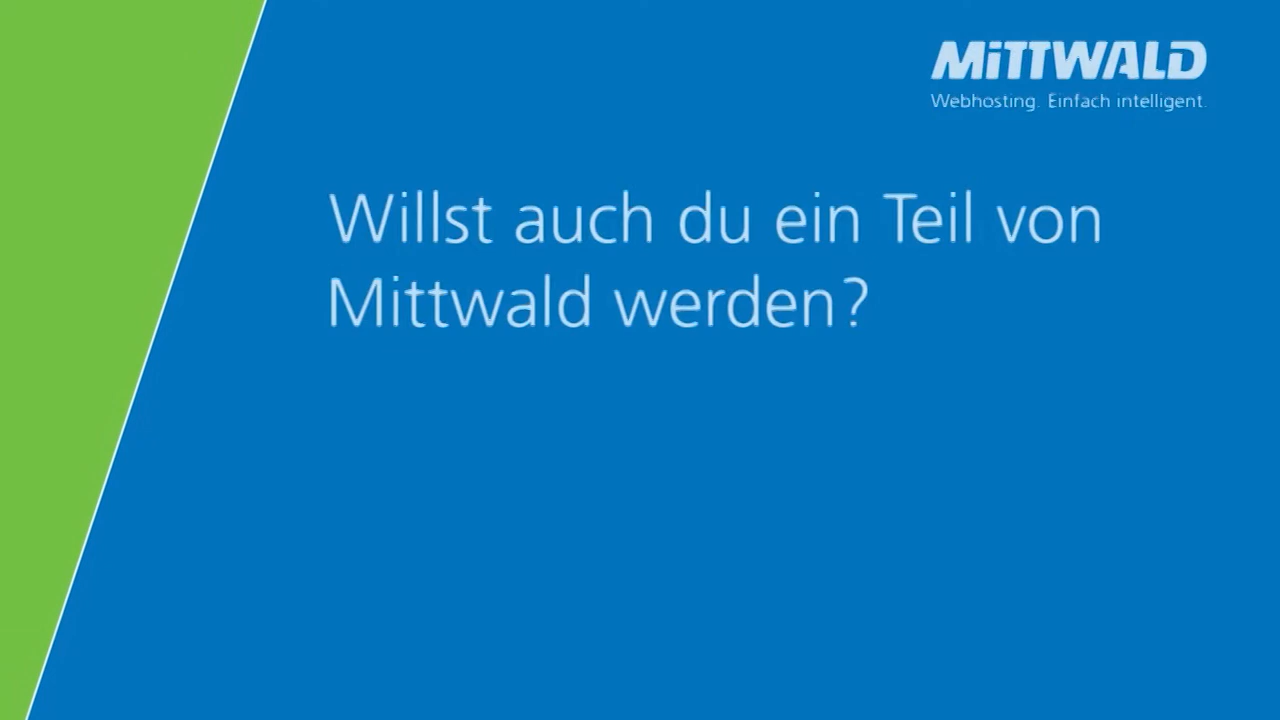 MiTTWALD
Webhosting. Einfach intelligent.
Willst auch du ein Teil von
Mittwald werden?